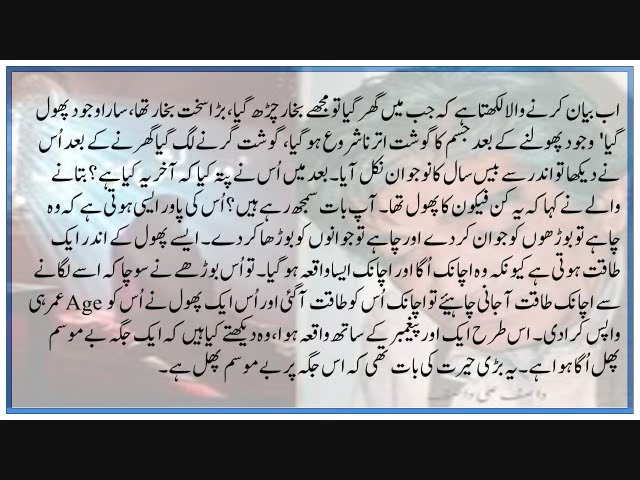 اب بیان کرنے والا لکھتا ہے کہ جب میں گھر گیا تو مجھے بخار چڑھ گیا، بڑا سخت بخار تھا، سارا وجود پھول
گیا' وجود پھولنے کے بعد جسم کا گوشت اترنا شروع ہو گیا، گوشت گرنے لگ گیا گھرنے کے بعد اُس
نے دیکھا تو اندر سے بیس سال کا نوجوان نکل آیا۔ بعد میں اُس نے پتہ کیا کہ آخر یہ کیا ہے؟ بتانے
والے نے کہا کہ یہ کن فیکون کا پھول تھا۔ آپ بات سمجھ رہے ہیں؟ اُس کی پاور ایسی ہوتی ہے کہ وہ
چاہے تو بوڑھوں کو جوان کر دے اور چاہے تو جوانوں کو بوڑھا کر دے۔ ایسے پھول کے اندر ایک
طاقت ہوتی ہے کیونکہ وہ اچانک اُگا اور اچانک ایسا واقعہ ہو گیا۔ تو اُس بوڑھے نے سوچا کہ اسے لگانے
سے اچانک طاقت آ جانی چاہیئے تو اچانک اُس کو طاقت آ گئی اور اُس ایک پھول نے اُس کو Age عمر ہی
واپس کرا دی۔ اس طرح ایک اور پیغمبر کے ساتھ واقعہ ہوا، وہ دیکھتے کیا ہیں کہ ایک جگہ بے موسم
پھل اُگا ہوا ہے۔ یہ بڑی حیرت کی بات تھی کہ اس جگہ پر بے موسم پھل ہے۔
واصف علی واصف